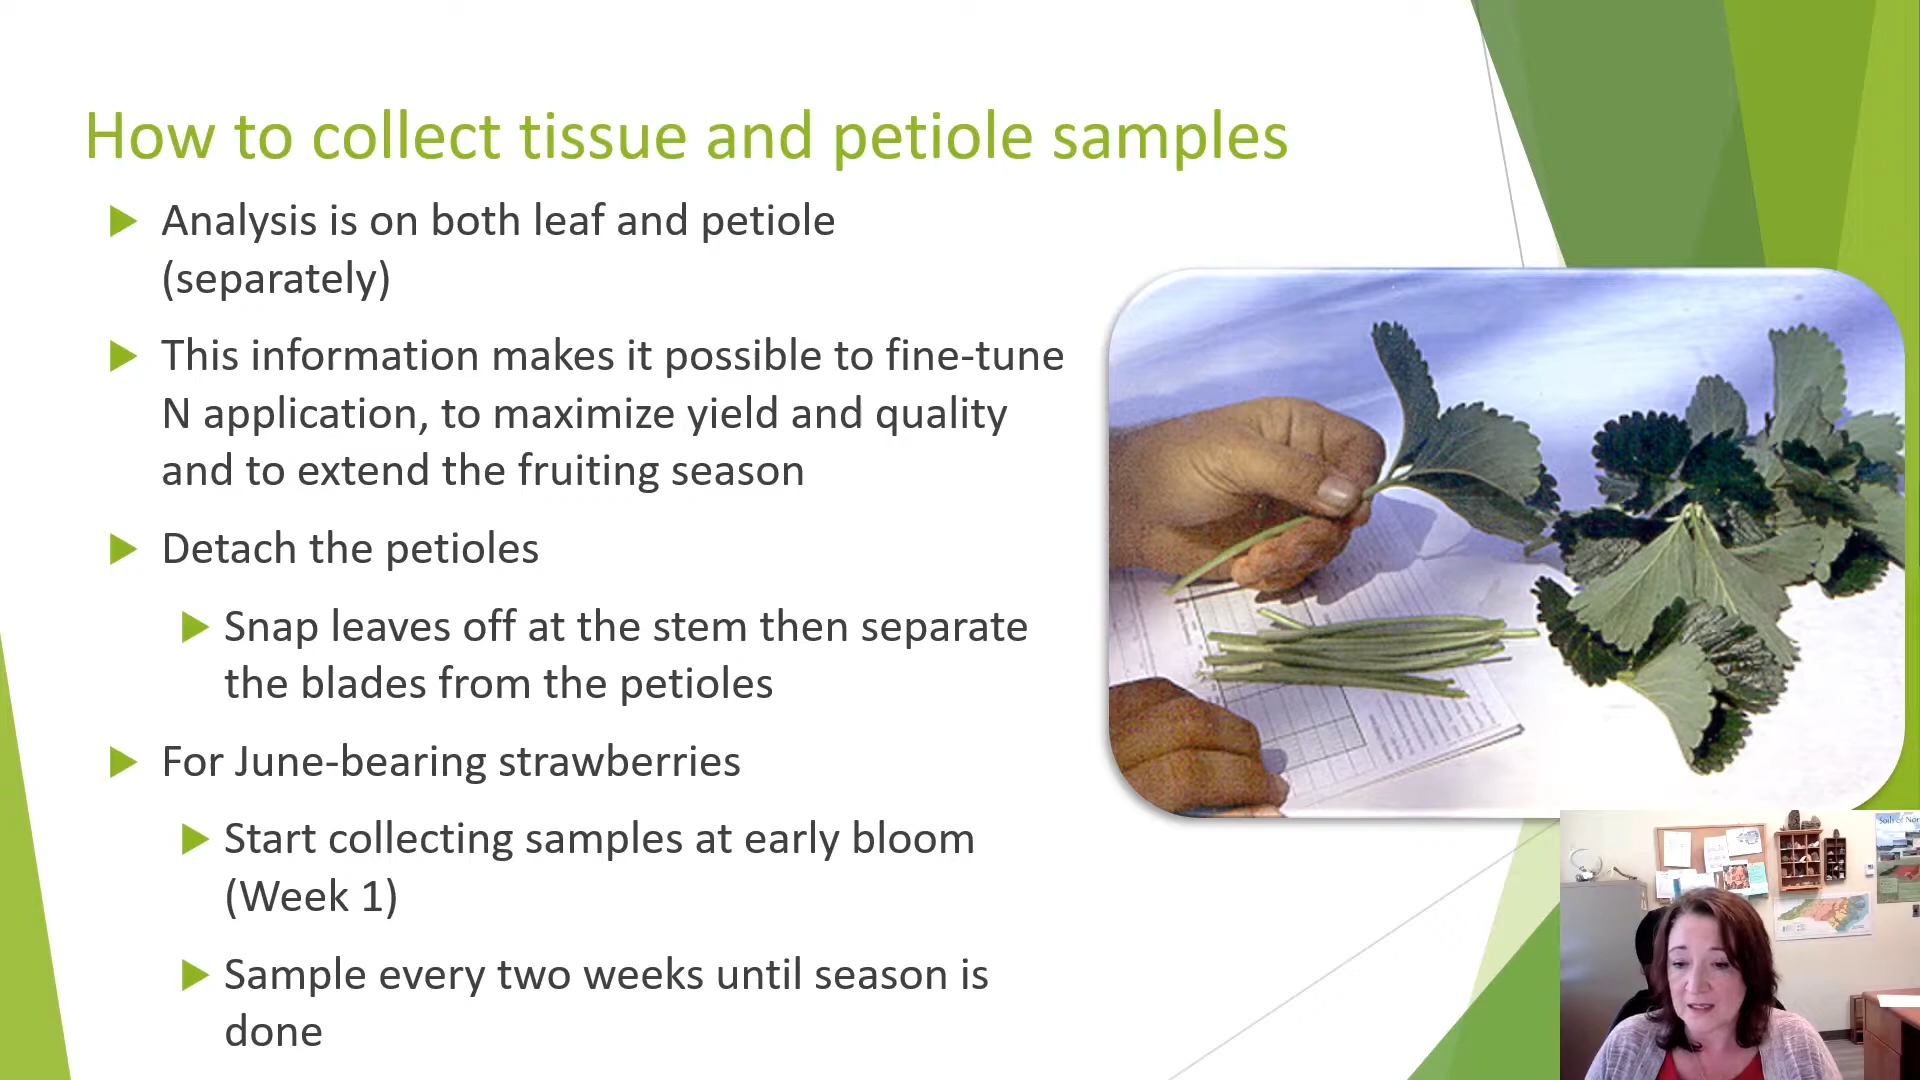 How to collect tissue and petiole samples
Analysis is on both leaf and petiole
(separately)
This information makes it possible to fine-tune
N application, to maximize yield and quality
and to extend the fruiting season
Detach the petioles
Snap leaves off at the stem then separate
the blades from the petioles
For June-bearing strawberries
Start collecting samples at early bloom
(Week 1)
Sample every two weeks until season is
done
Soils of Nor